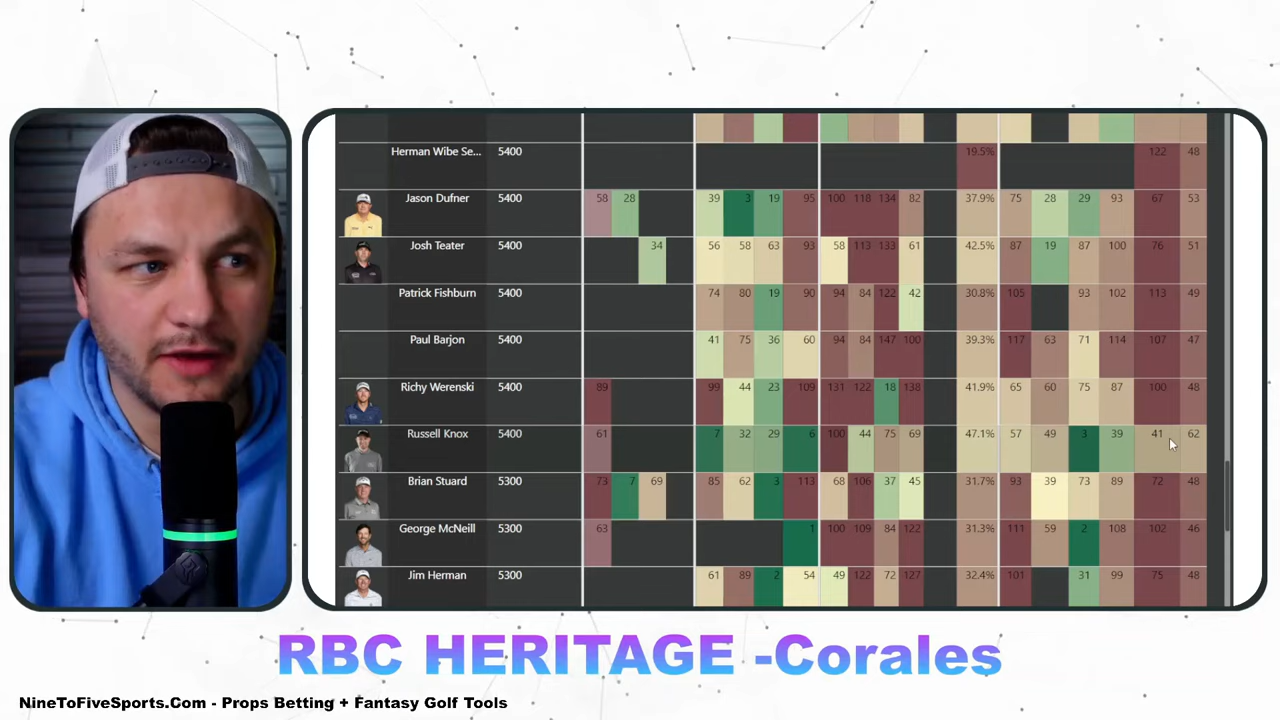 Herman Wibe Se... 5400 19.5% 122 48
Jason Dufner 5400 58 28 39 3 19 95 100 118 134 82 37.9% 75 28 29 93 67 53
Josh Teater 5400 34 56 58 63 93 58 113 133 61 42.5% 87 19 87 100 76 51
Patrick Fishburn 5400 74 80 19 90 94 84 122 42 30.8% 105 93 102 113 49
Paul Barjon 5400 41 75 36 60 94 84 147 100 39.3% 117 63 71 114 107 47
Richy Werenski 5400 89 99 44 23 109 131 122 18 138 41.9% 65 60 75 87 100 48
Russell Knox 5400 61 7 32 29 6 100 44 75 69 47.1% 57 49 3 39 41 62
Brian Stuard 5300 73 7 69 85 62 3 113 68 106 37 45 31.7% 93 39 73 89 72 48
George McNeill 5300 63 1 100 109 84 122 31.3% 111 59 2 108 102 46
Jim Herman 5300 61 89 2 54 49 122 72 127 32.4% 101 31 99 75 48
RBC HERITAGE -Corales
NineToFiveSports.Com - Props Betting + Fantasy Golf Tools